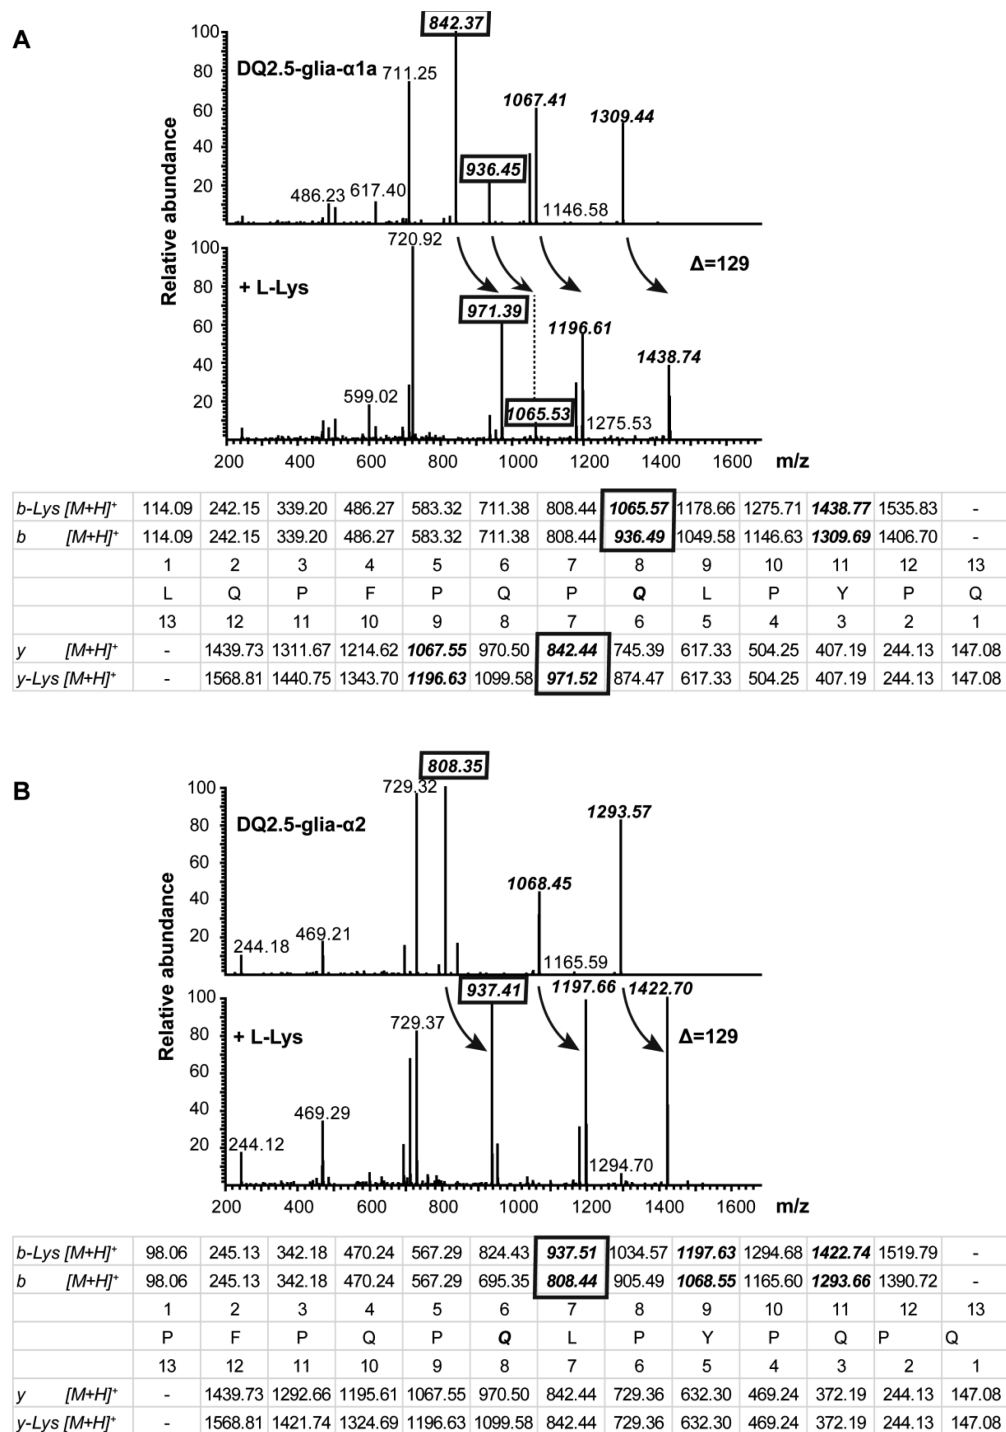 A
DQ2.5-glia-α1a
Relative abundance
100
80
60
40
20
842.37
711.25
1067.41
1309.44
936.45
486.23
617.40
1146.58
+ L-Lys
Relative abundance
100
80
60
40
20
720.92
Δ=129
971.39
1196.61
1438.74
599.02
1065.53
1275.53
200 400 600 800 1000 1200 1400 1600 m/z
b-Lys [M+H]⁺ 114.09 242.15 339.20 486.27 583.32 711.38 808.44 1065.57 1178.66 1275.71 1438.77 1535.83 -
b [M+H]⁺ 114.09 242.15 339.20 486.27 583.32 711.38 808.44 936.49 1049.58 1146.63 1309.69 1406.70 -
1 2 3 4 5 6 7 8 9 10 11 12 13
L Q P F P Q P Q L P Y P Q
13 12 11 10 9 8 7 6 5 4 3 2 1
y [M+H]⁺ - 1439.73 1311.67 1214.62 1067.55 970.50 842.44 745.39 617.33 504.25 407.19 244.13 147.08
y-Lys [M+H]⁺ - 1568.81 1440.75 1343.70 1196.63 1099.58 971.52 874.47 617.33 504.25 407.19 244.13 147.08
B
DQ2.5-glia-α2
Relative abundance
100
80
60
40
20
808.35
729.32
1293.57
1068.45
469.21
244.18
1165.59
+ L-Lys
Relative abundance
100
80
60
40
20
937.41
1197.66
1422.70
729.37
Δ=129
469.29
244.12
1294.70
200 400 600 800 1000 1200 1400 1600 m/z
b-Lys [M+H]⁺ 98.06 245.13 342.18 470.24 567.29 824.43 937.51 1034.57 1197.63 1294.68 1422.74 1519.79 -
b [M+H]⁺ 98.06 245.13 342.18 470.24 567.29 695.35 808.44 905.49 1068.55 1165.60 1293.66 1390.72 -
1 2 3 4 5 6 7 8 9 10 11 12 13
P F P Q P Q L P Y P Q P Q
13 12 11 10 9 8 7 6 5 4 3 2 1
y [M+H]⁺ - 1439.73 1292.66 1195.61 1067.55 970.50 842.44 729.36 632.30 469.24 372.19 244.13 147.08
y-Lys [M+H]⁺ - 1568.81 1421.74 1324.69 1196.63 1099.58 842.44 729.36 632.30 469.24 372.19 244.13 147.08